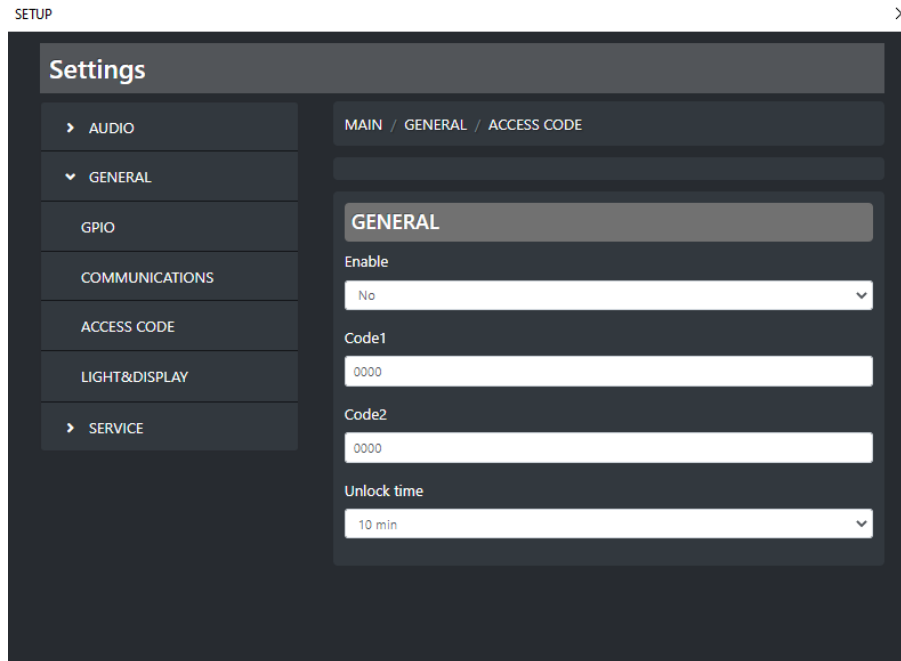 SETUP
Settings
AUDIO
GENERAL
GPIO
COMMUNICATIONS
ACCESS CODE
LIGHT&DISPLAY
SERVICE
MAIN / GENERAL / ACCESS CODE
GENERAL
Enable
No
Code1
0000
Code2
0000
Unlock time
10 min